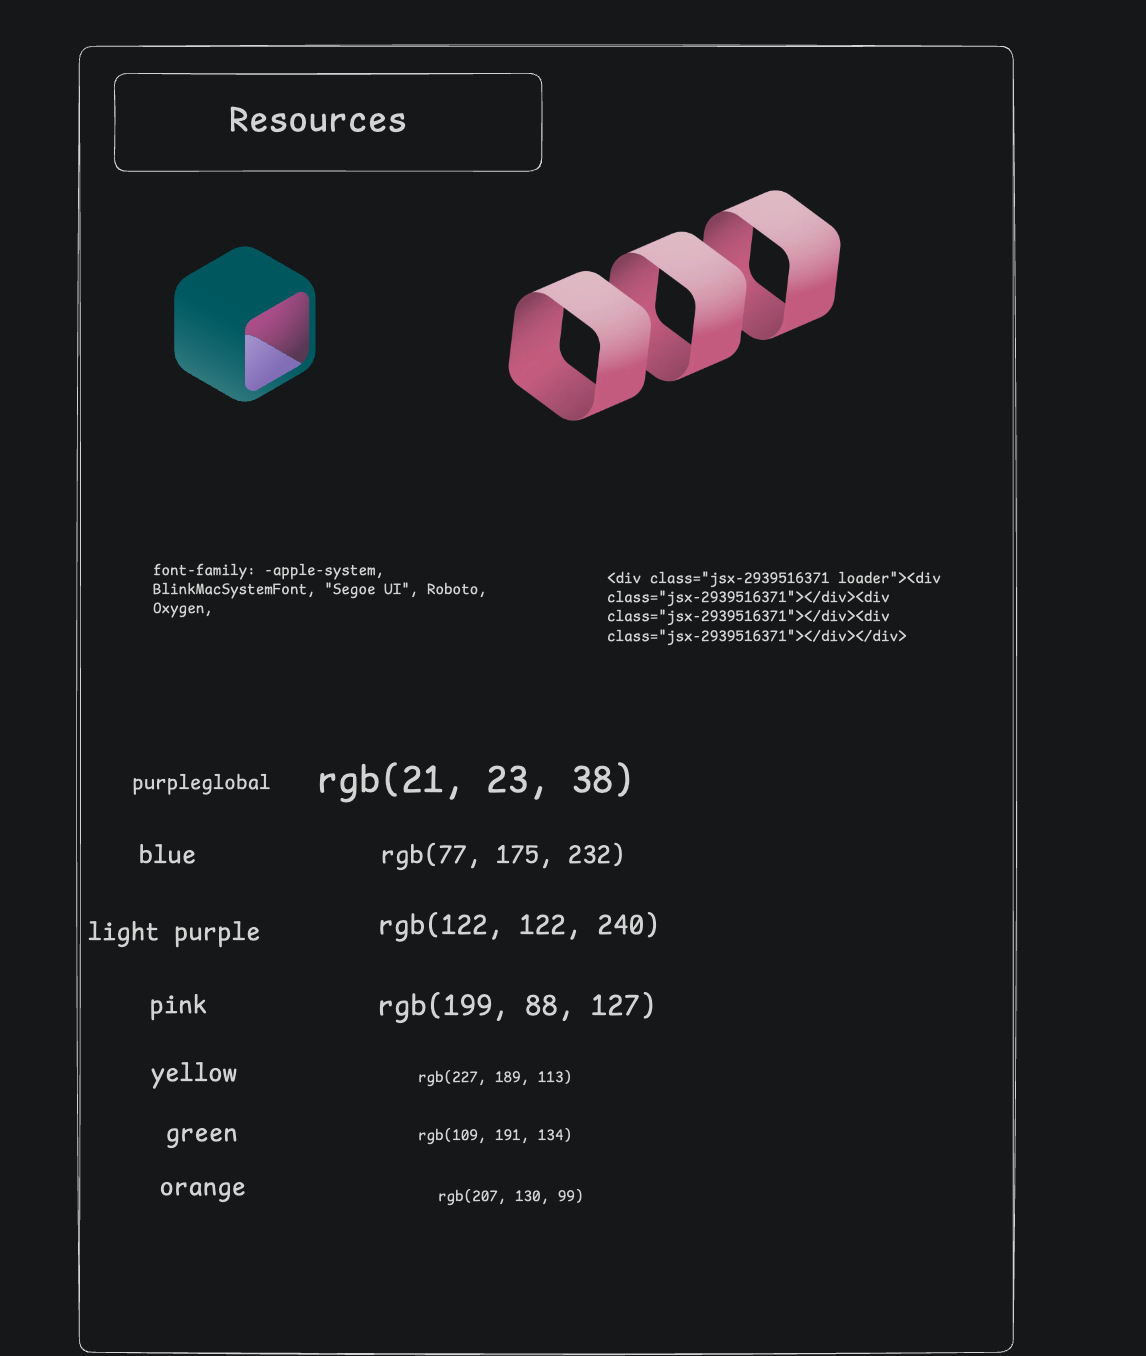 Resources
font-family: -apple-system,
BlinkMacSystemFont, "Segoe UI", Roboto,
Oxygen,
<div class="jsx-2939516371 loader"><div
class="jsx-2939516371"></div><div
class="jsx-2939516371"></div><div
class="jsx-2939516371"></div></div>
purpleglobal rgb(21, 23, 38)
blue rgb(77, 175, 232)
light purple rgb(122, 122, 240)
pink rgb(199, 88, 127)
yellow rgb(227, 189, 113)
green rgb(109, 191, 134)
orange rgb(207, 130, 99)